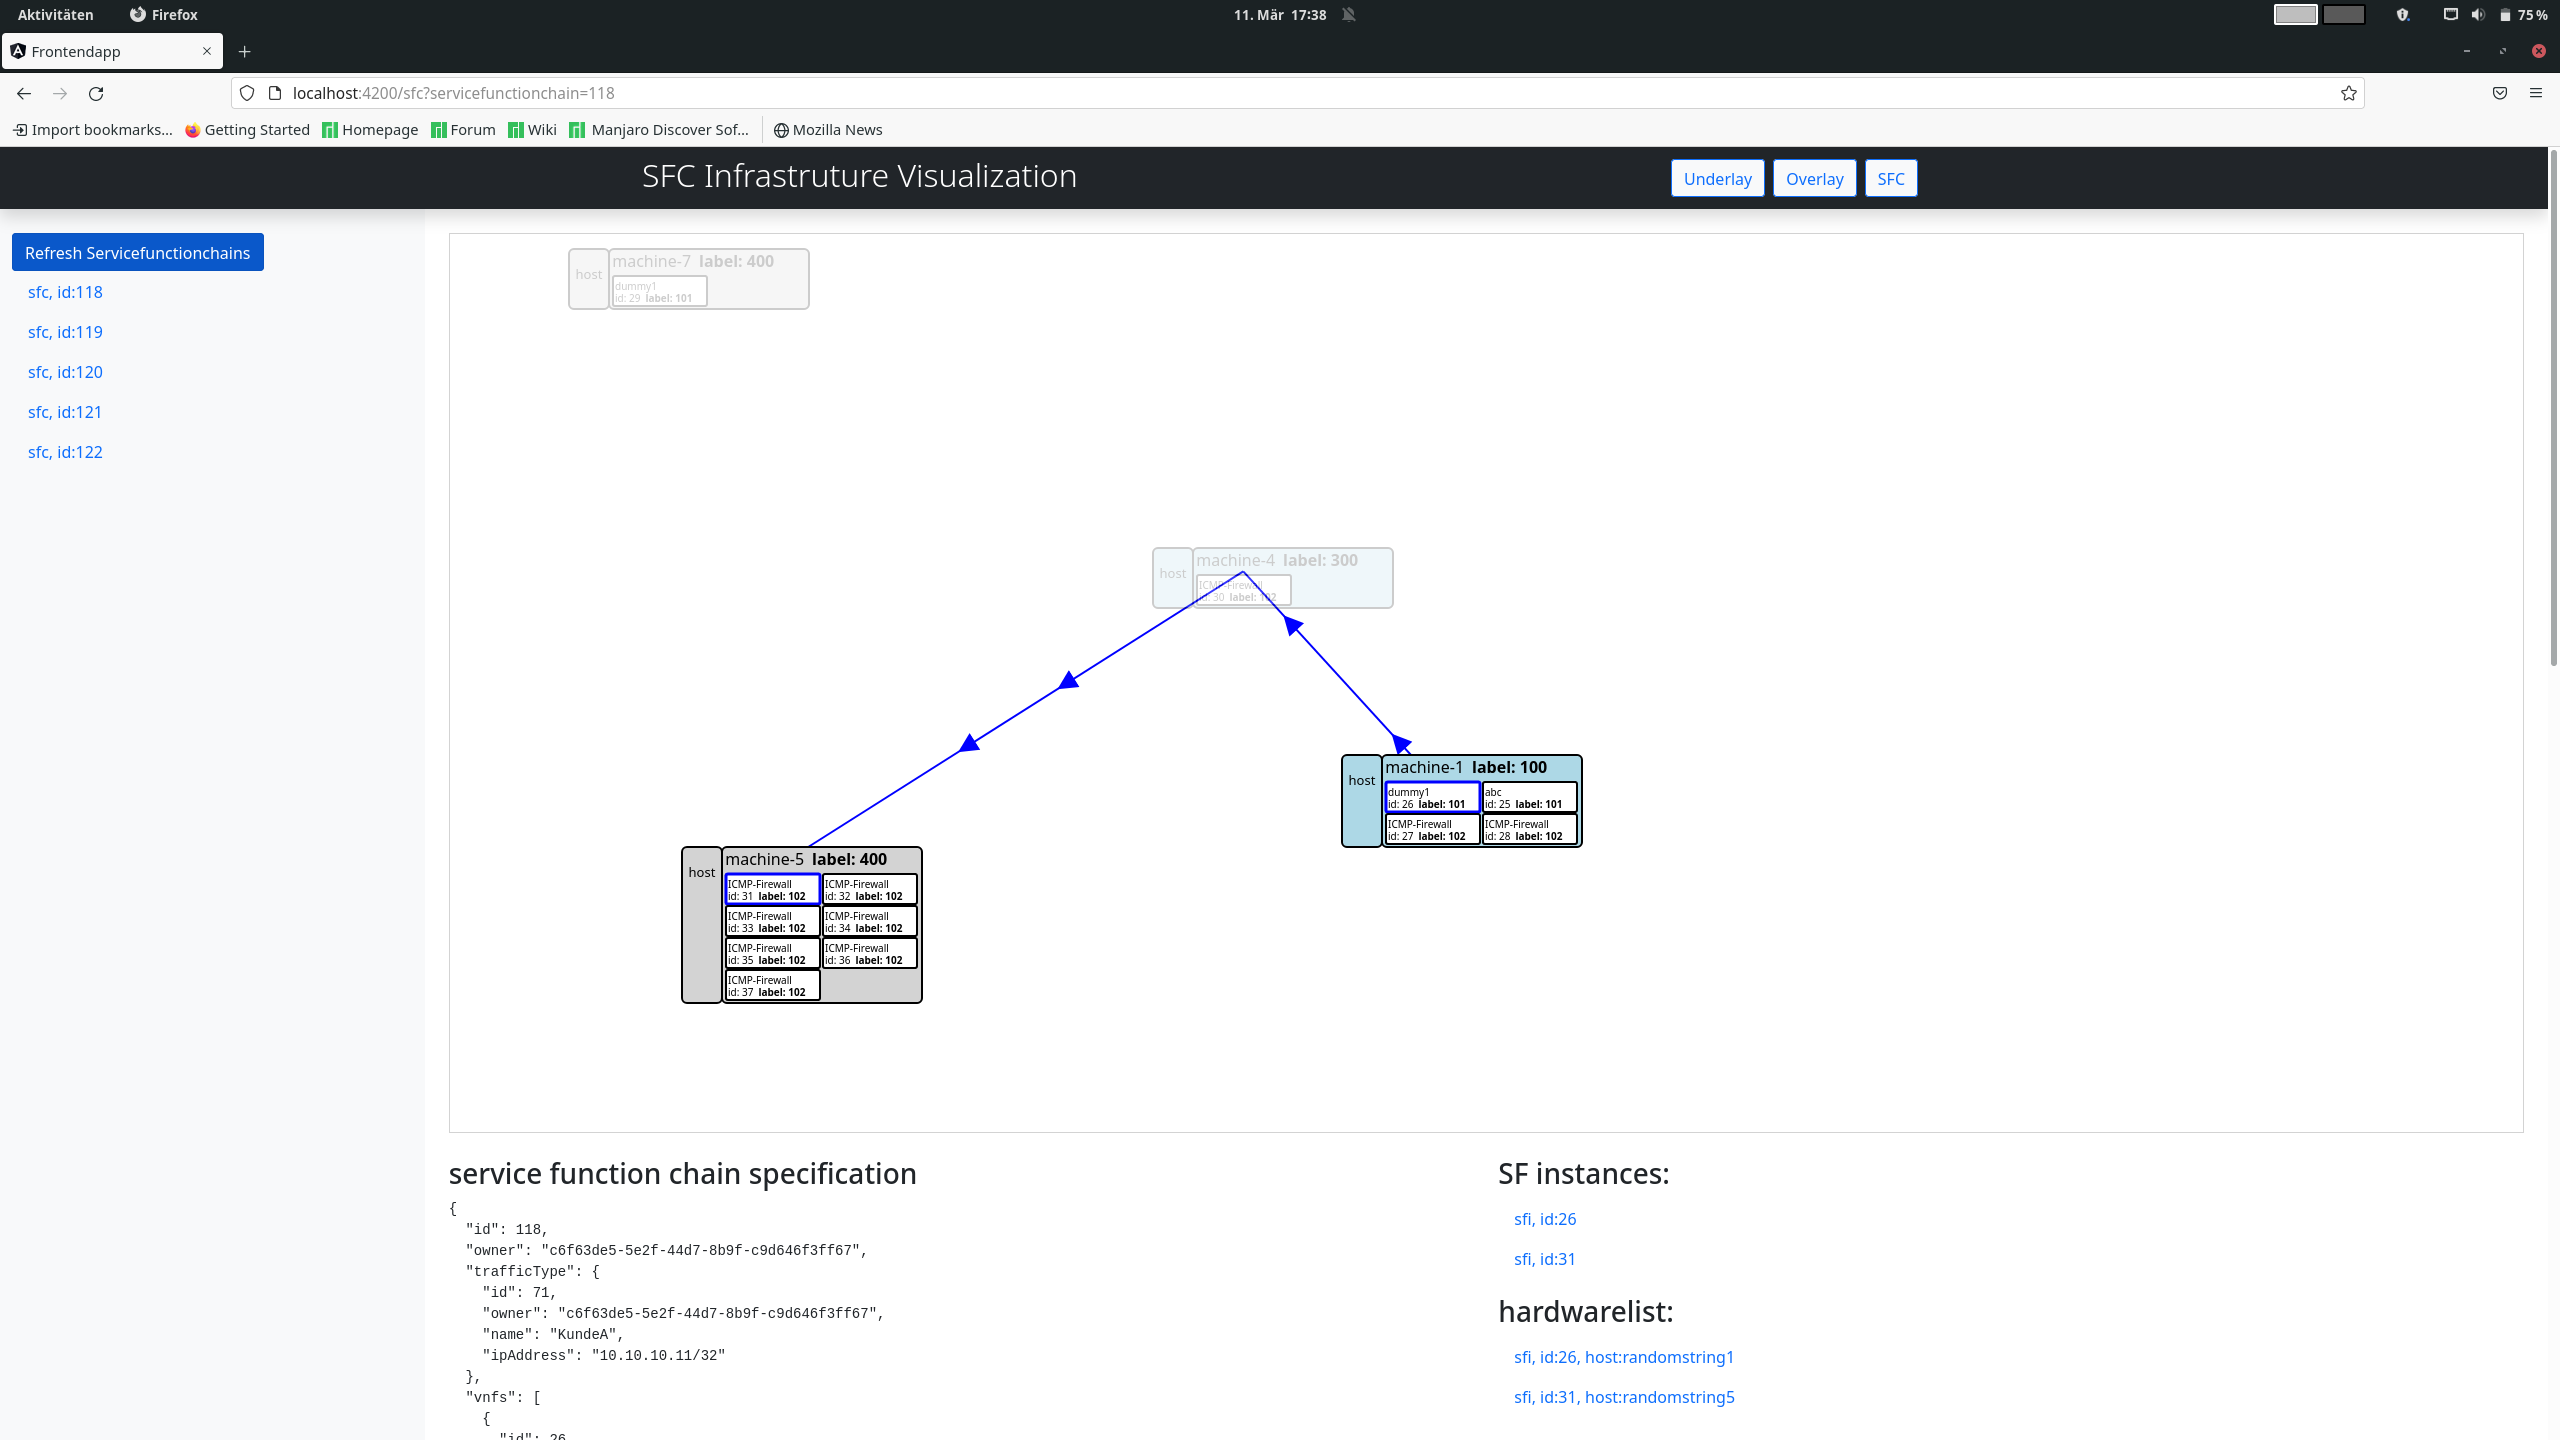 Aktivitäten Firefox 11. Mär 17:38 75 %
Frontendapp
localhost:4200/sfc?servicefunctionchain=118
Import bookmarks... Getting Started Homepage Forum Wiki Manjaro Discover Sof... Mozilla News
SFC Infrastruture Visualization Underlay Overlay SFC
Refresh Servicefunctionchains
sfc, id:118
sfc, id:119
sfc, id:120
sfc, id:121
sfc, id:122
host
machine-7 label: 400
dummy1
id: 29 label: 101
host
machine-4 label: 300
ICMP-Firewall
id: 30 label: 102
host
machine-1 label: 100
dummy1
id: 26 label: 101
abc
id: 25 label: 101
ICMP-Firewall
id: 27 label: 102
ICMP-Firewall
id: 28 label: 102
host
machine-5 label: 400
ICMP-Firewall
id: 31 label: 102
ICMP-Firewall
id: 32 label: 102
ICMP-Firewall
id: 33 label: 102
ICMP-Firewall
id: 34 label: 102
ICMP-Firewall
id: 35 label: 102
ICMP-Firewall
id: 36 label: 102
ICMP-Firewall
id: 37 label: 102
service function chain specification
{
  "id": 118,
  "owner": "c6f63de5-5e2f-44d7-8b9f-c9d646f3ff67",
  "trafficType": {
    "id": 71,
    "owner": "c6f63de5-5e2f-44d7-8b9f-c9d646f3ff67",
    "name": "KundeA",
    "ipAddress": "10.10.10.11/32"
  },
  "vnfs": [
    {
      "id": 26
SF instances:
sfi, id:26
sfi, id:31
hardwarelist:
sfi, id:26, host:randomstring1
sfi, id:31, host:randomstring5